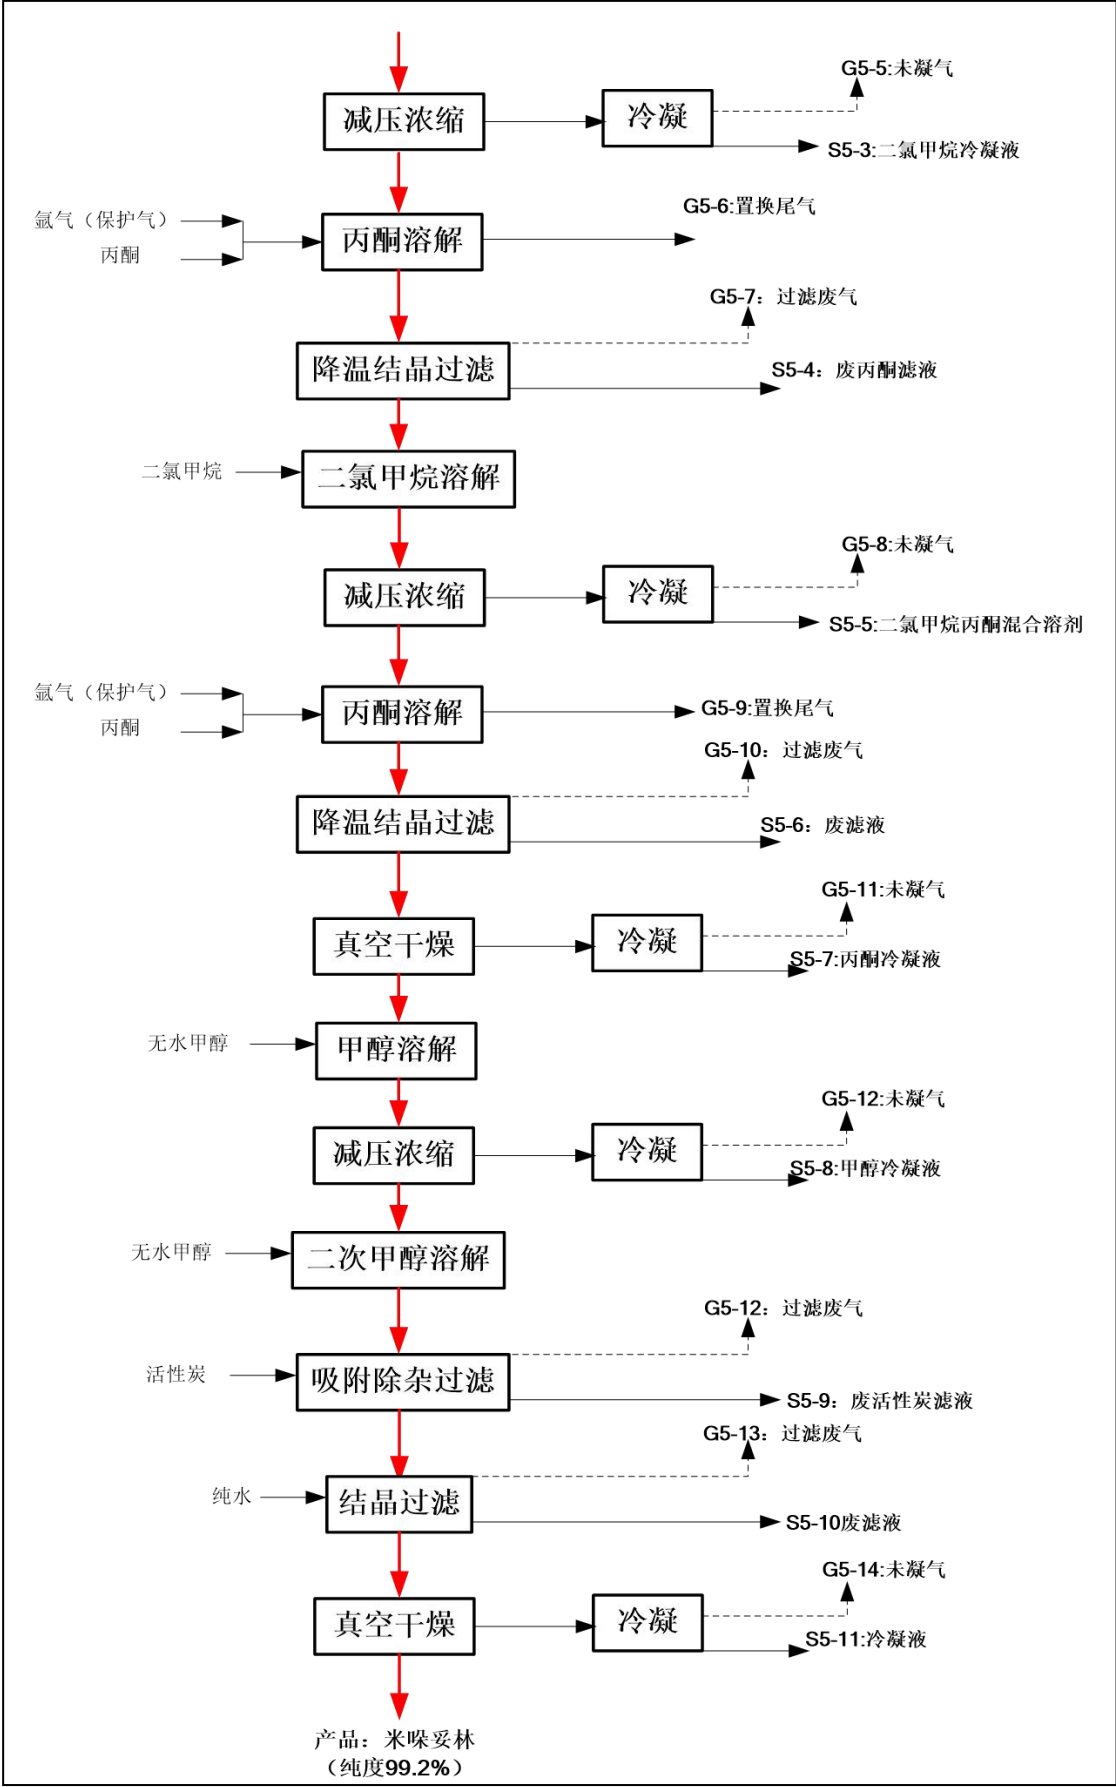 G5-5:未凝气
减压浓缩
冷凝
S5-3:二氯甲烷冷凝液
氩气（保护气）
丙酮
丙酮溶解
G5-6:置换尾气
G5-7：过滤废气
降温结晶过滤
S5-4：废丙酮滤液
二氯甲烷
二氯甲烷溶解
G5-8:未凝气
减压浓缩
冷凝
S5-5:二氯甲烷丙酮混合溶剂
氩气（保护气）
丙酮
丙酮溶解
G5-9:置换尾气
G5-10：过滤废气
降温结晶过滤
S5-6：废滤液
G5-11:未凝气
真空干燥
冷凝
S5-7:丙酮冷凝液
无水甲醇
甲醇溶解
G5-12:未凝气
减压浓缩
冷凝
S5-8:甲醇冷凝液
无水甲醇
二次甲醇溶解
G5-12：过滤废气
活性炭
吸附除杂过滤
S5-9：废活性炭滤液
G5-13：过滤废气
纯水
结晶过滤
S5-10废滤液
G5-14:未凝气
真空干燥
冷凝
S5-11:冷凝液
产品：米哚妥林
（纯度99.2%）